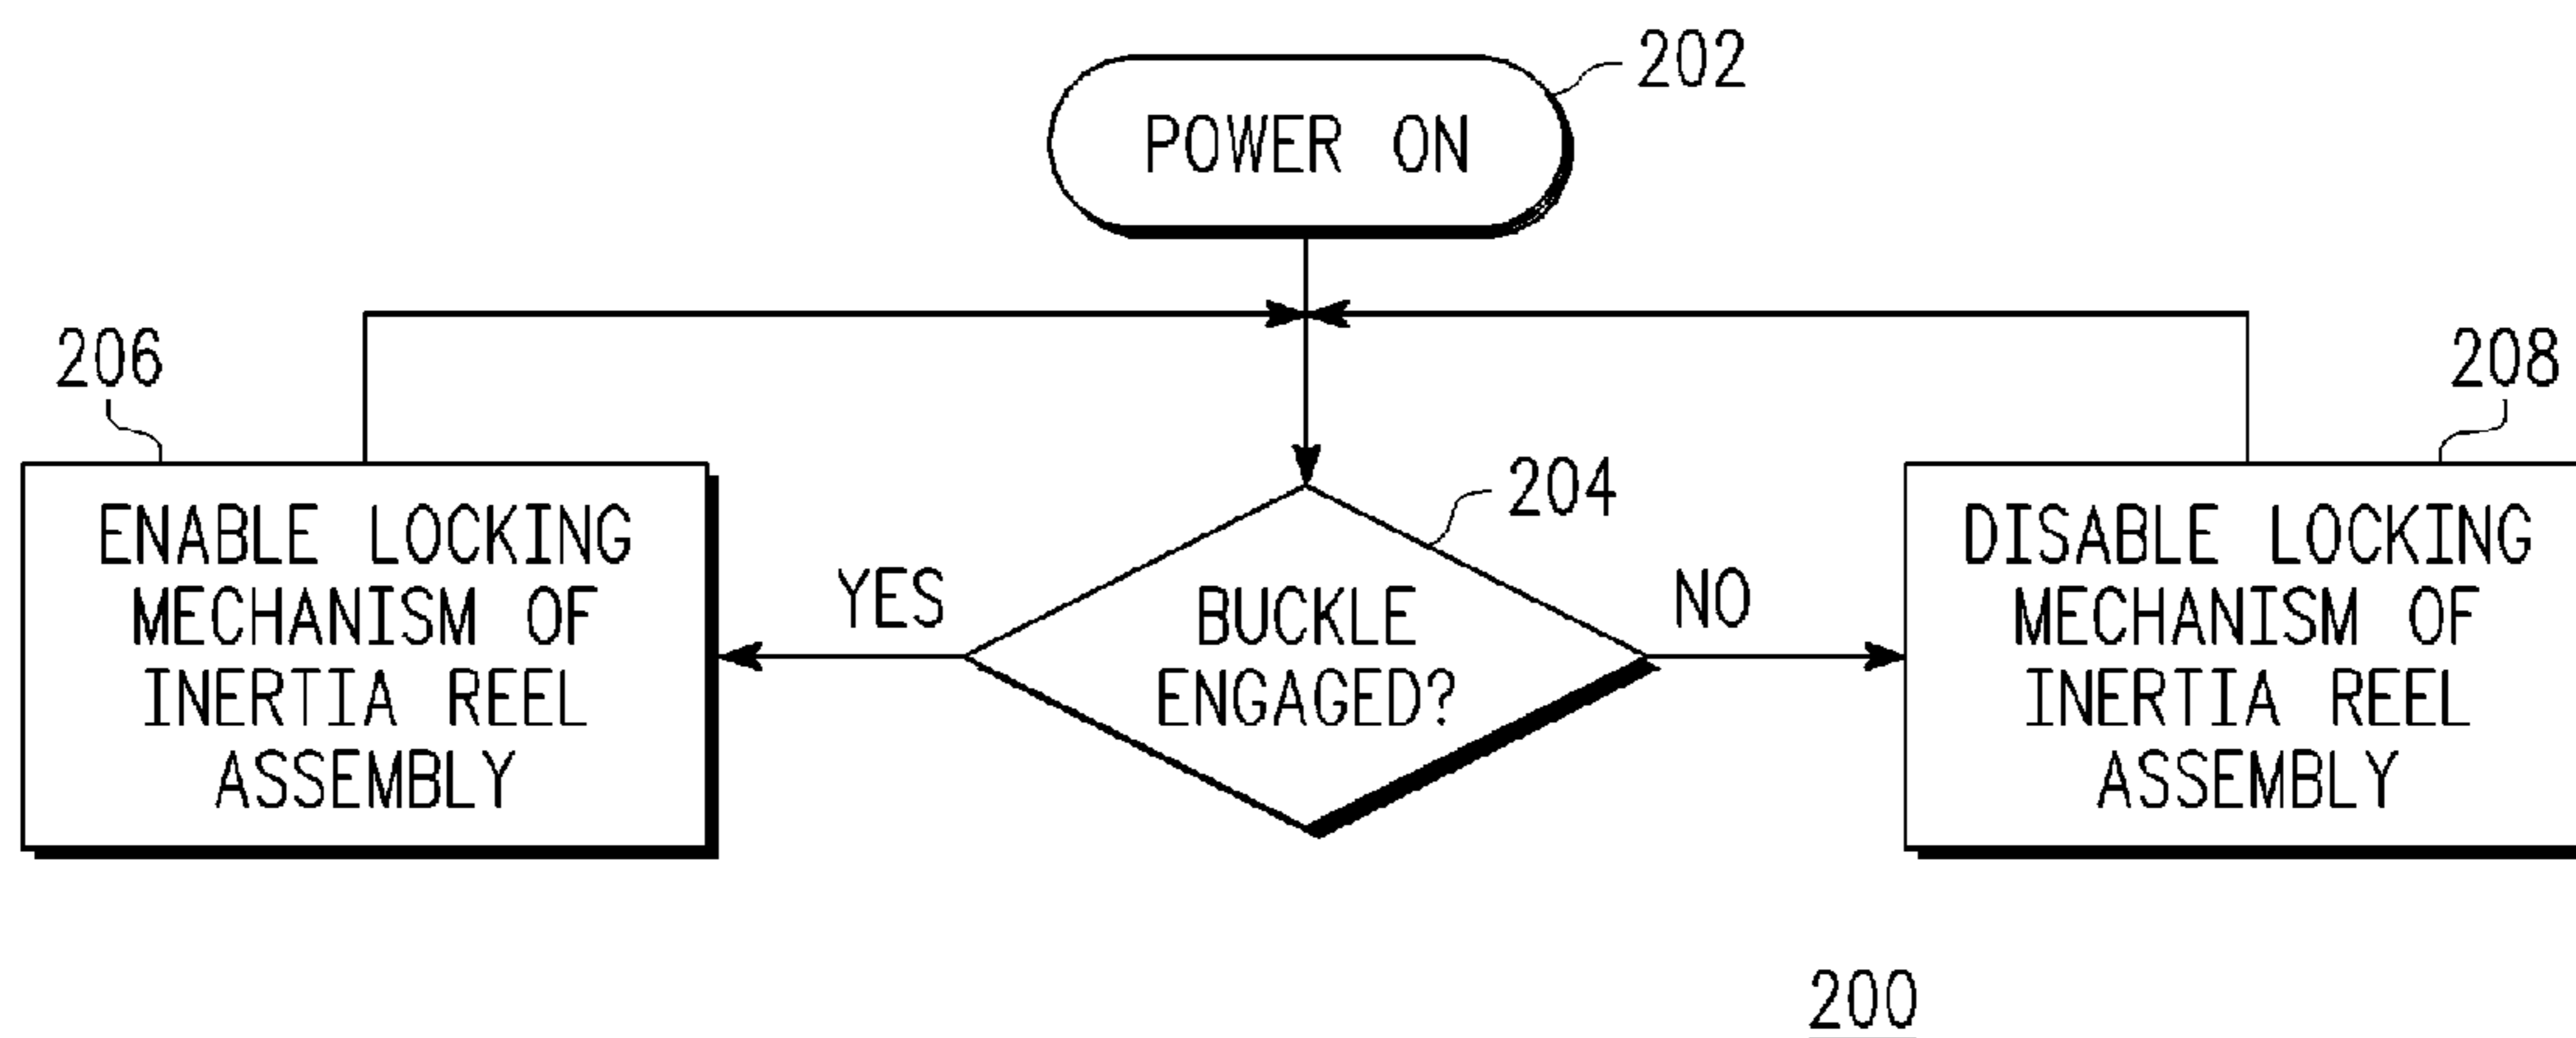 202
POWER ON
206
208
204
ENABLE LOCKING
MECHANISM OF
INERTIA REEL
ASSEMBLY
YES
BUCKLE
ENGAGED?
NO
DISABLE LOCKING
MECHANISM OF
INERTIA REEL
ASSEMBLY
200